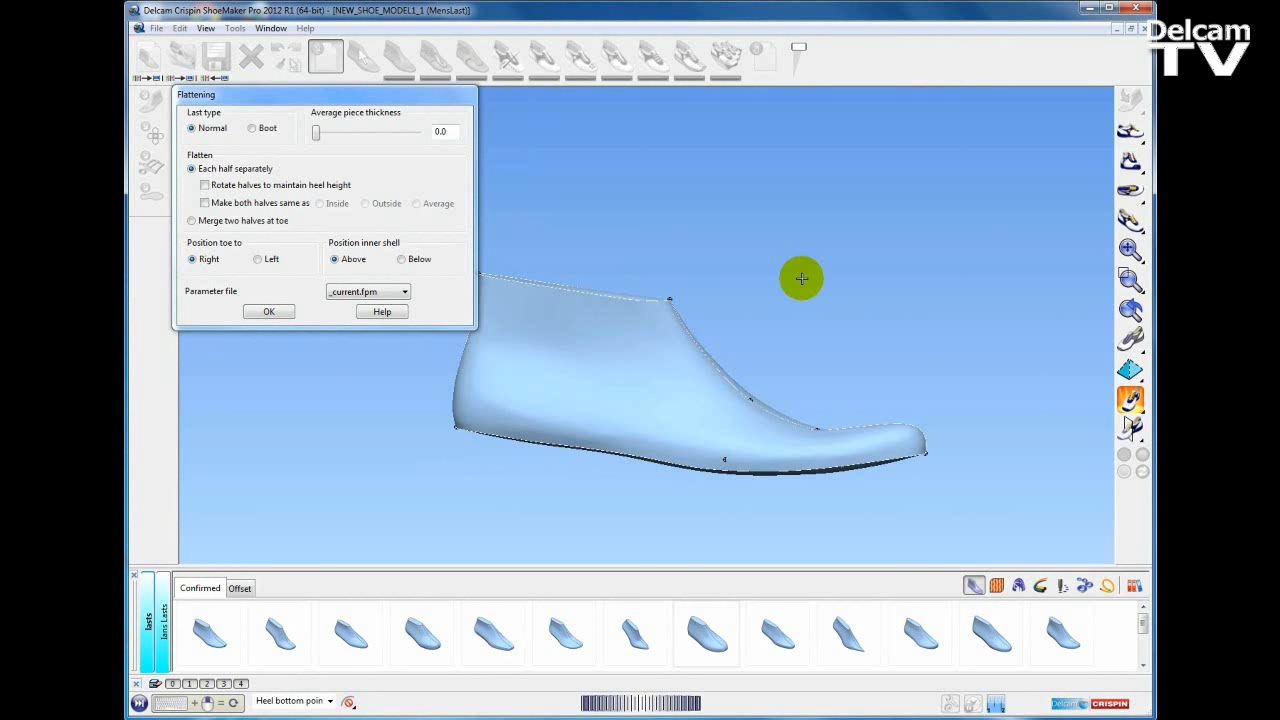 Delcam Crispin ShoeMaker Pro 2012 R1 (64-bit) - [NEW_SHOE_MODEL1_1 (MensLast)]
File Edit View Tools Window Help
Delcam
TV
Flattening
Last type
Average piece thickness
Normal Boot
0.0
Flatten
Each half separately
Rotate halves to maintain heel height
Make both halves same as Inside Outside Average
Merge two halves at toe
Position toe to
Position inner shell
Right Left
Above Below
Parameter file
_current.fpm
OK Help
Confirmed Offset
lasts
Ians Lasts
0 1 2 3 4
+ =
Heel bottom poin
Delcam CRISPIN